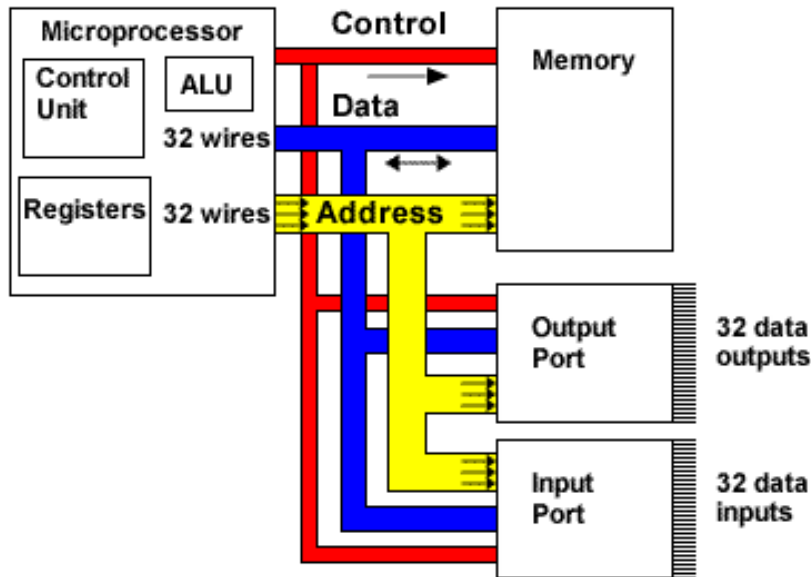 Microprocessor
Control
Unit
ALU
32 wires
Registers
32 wires
Control
Data
Address
Memory
Output
Port
32 data
outputs
Input
Port
32 data
inputs